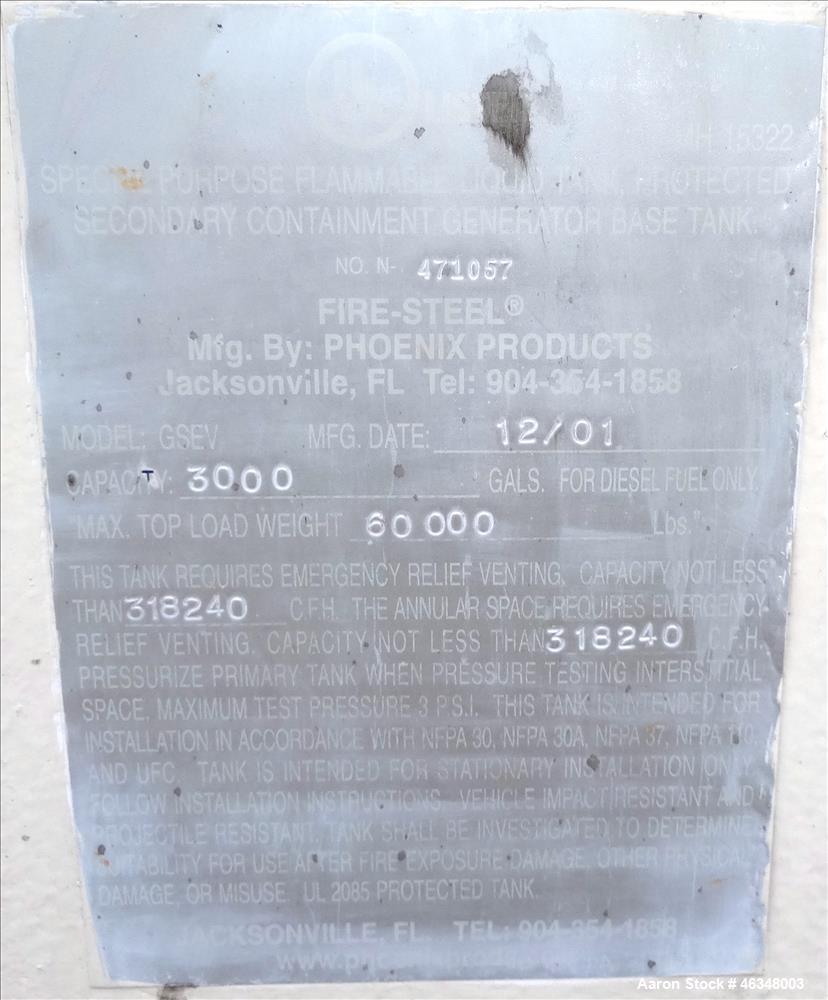 MH 15322
SPECIAL PURPOSE FLAMMABLE LIQUID TANK, PROTECTED
SECONDARY CONTAINMENT GENERATOR BASE TANK.
NO. N- 471057
FIRE-STEEL®
Mfg. By: PHOENIX PRODUCTS
Jacksonville, FL Tel: 904-354-1858
MODEL: GSEV MFG. DATE: 12/01
CAPACITY: 3000 GALS. FOR DIESEL FUEL ONLY.
MAX. TOP LOAD WEIGHT 60 000 Lbs."
THIS TANK REQUIRES EMERGENCY RELIEF VENTING, CAPACITY NOT LESS
THAN 318240 C.F.H. THE ANNULAR SPACE REQUIRES EMERGENCY
RELIEF VENTING. CAPACITY NOT LESS THAN 318240 C.F.H.
PRESSURIZE PRIMARY TANK WHEN PRESSURE TESTING INTERSTITIAL
SPACE. MAXIMUM TEST PRESSURE 3 P.S.I. THIS TANK IS INTENDED FOR
INSTALLATION IN ACCORDANCE WITH NFPA 30, NFPA 30A, NFPA 37, NFPA 110,
AND UFC. TANK IS INTENDED FOR STATIONARY INSTALLATION ONLY
FOLLOW INSTALLATION INSTRUCTIONS. VEHICLE IMPACT RESISTANT AND
PROJECTILE RESISTANT. TANK SHALL BE INVESTIGATED TO DETERMINE
SUITABILITY FOR USE AFTER FIRE EXPOSURE DAMAGE, OTHER PHYSICAL
DAMAGE, OR MISUSE. UL 2085 PROTECTED TANK.
JACKSONVILLE, FL. TEL: 904-354-1858
Aaron Stock # 46348003